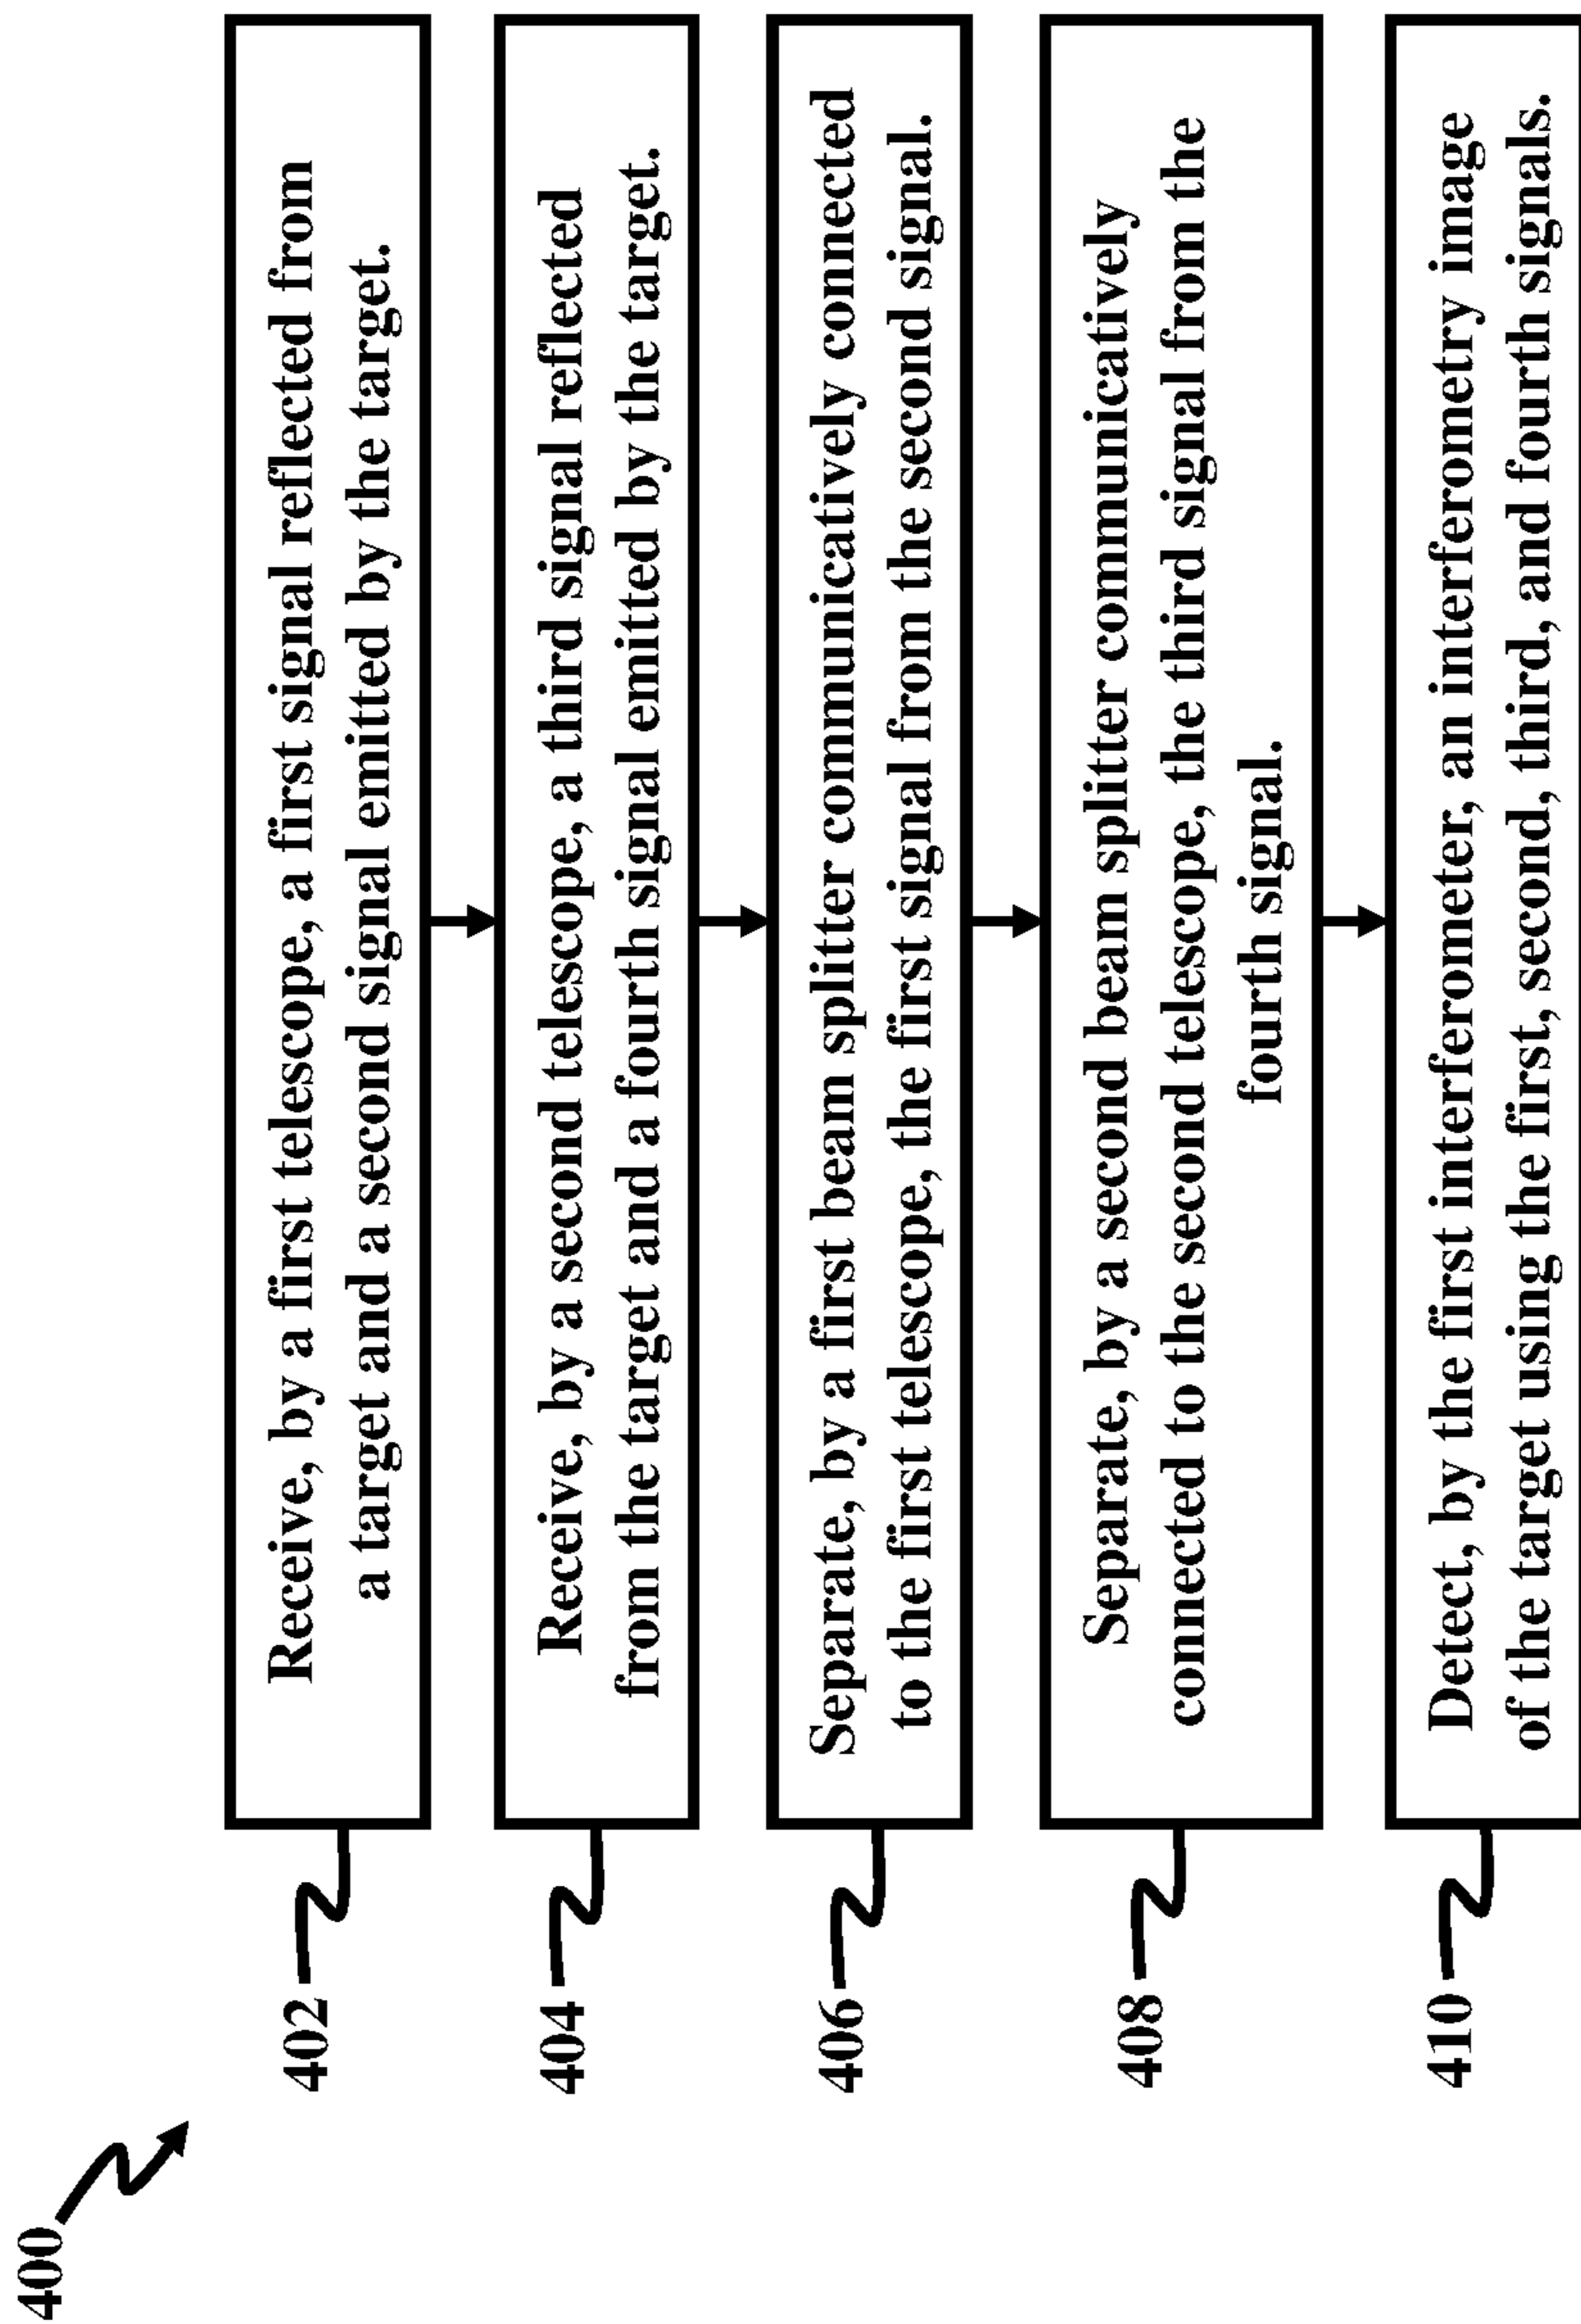 400
402
Receive, by a first telescope, a first signal reflected from
a target and a second signal emitted by the target.
404
Receive, by a second telescope, a third signal reflected
from the target and a fourth signal emitted by the target.
406
Separate, by a first beam splitter communicatively connected
to the first telescope, the first signal from the second signal.
408
Separate, by a second beam splitter communicatively
connected to the second telescope, the third signal from the
fourth signal.
410
Detect, by the first interferometer, an interferometry image
of the target using the first, second, third, and fourth signals.